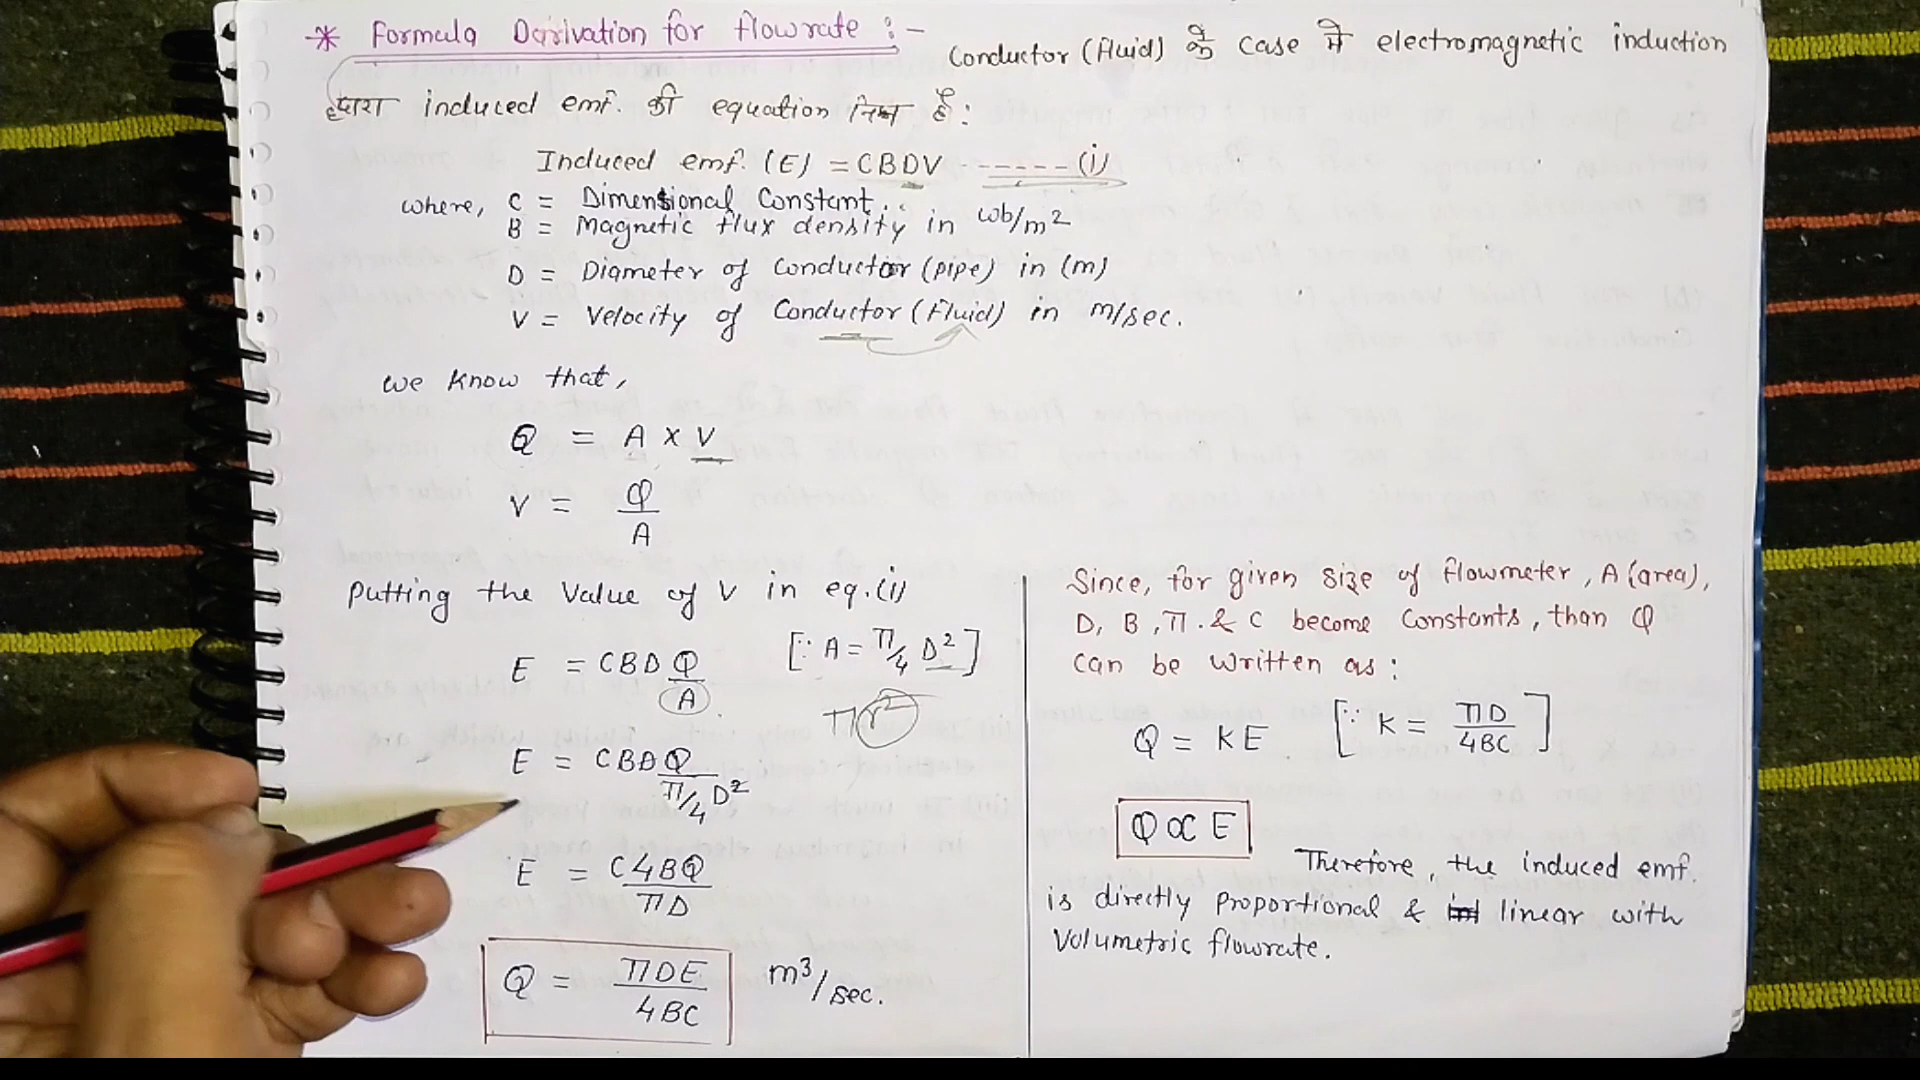 * Formula Derivation for flowrate :-
Conductor (fluid) के case में electromagnetic induction
द्वारा induced emf. की equation निम्न है:
Induced emf. (E) = CBDV ----- (i)
where, C = Dimensional Constant.
B = Magnetic flux density in wb/m²
D = Diameter of Conductor (pipe) in (m)
V = Velocity of Conductor (Fluid) in m/sec.
we know that,
Q = A × V
V = Q/A
putting the Value of V in eq.(i)
E = CBD Q/A [∵ A = π/4 D²]
πr²
E = CBD Q/(π/4 D²)
E = C4BQ/πD
Q = πDE/4BC m³/sec.
Since, for given size of flowmeter, A (area),
D, B, π. & C become Constants, than Q
can be written as:
Q = KE [∵ K = πD/4BC]
Q ∝ E
Therefore, the induced emf.
is directly proportional & linear with
Volumetric flowrate.